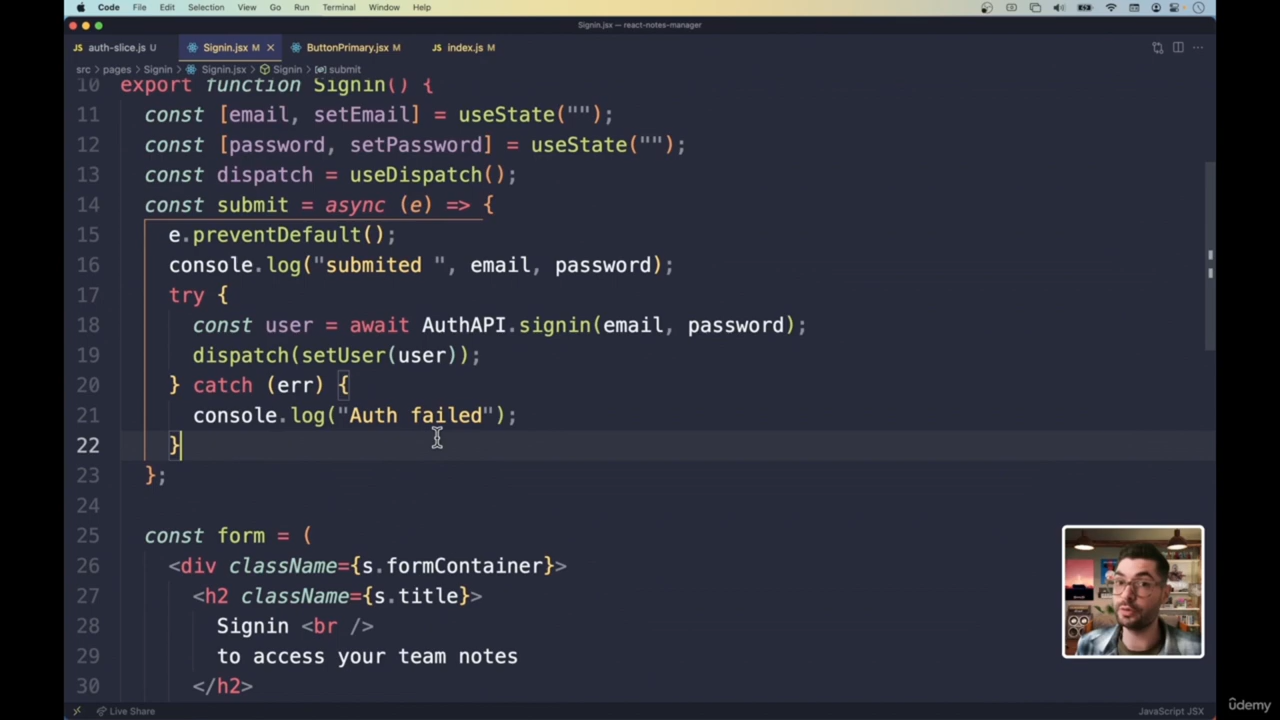 Code File Edit Selection View Go Run Terminal Window Help
Signin.jsx — react-notes-manager
JS auth-slice.js U Signin.jsx M × ButtonPrimary.jsx M JS index.js M ···
src > pages > Signin > Signin.jsx > Signin > submit
10 export function Signin() {
11 const [email, setEmail] = useState("");
12 const [password, setPassword] = useState("");
13 const dispatch = useDispatch();
14 const submit = async (e) => {
15 e.preventDefault();
16 console.log("submited ", email, password);
17 try {
18 const user = await AuthAPI.signin(email, password);
19 dispatch(setUser(user));
20 } catch (err) {
21 console.log("Auth failed");
22 }
23 };
24
25 const form = (
26 <div className={s.formContainer}>
27 <h2 className={s.title}>
28 Signin <br />
29 to access your team notes
30 </h2>
Live Share JavaScript JSX
ûdemy